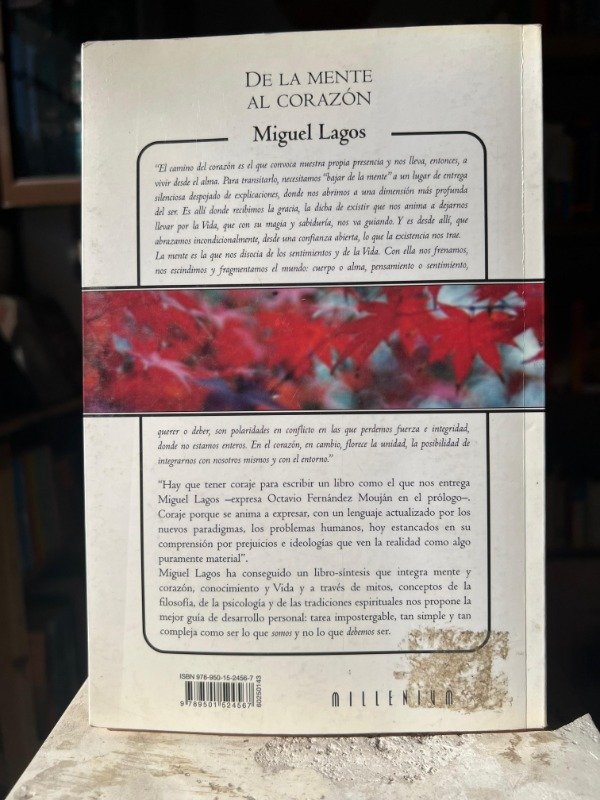 DE LA MENTE
AL CORAZÓN
Miguel Lagos
"El camino del corazón es el que convoca nuestra propia presencia y nos lleva, entonces, a
vivir desde el alma. Para transitarlo, necesitamos "bajar de la mente" a un lugar de entrega
silenciosa despojado de explicaciones, donde nos abrimos a una dimensión más profunda
del ser. Es allí donde recibimos la gracia, la dicha de existir que nos anima a dejarnos
llevar por la Vida, que con su magia y sabiduría, nos va guiando. Y es desde allí, que
abrazamos incondicionalmente, desde una confianza abierta, lo que la existencia nos trae.
La mente es la que nos disocia de los sentimientos y de la Vida. Con ella nos frenamos,
nos escindimos y fragmentamos el mundo: cuerpo o alma, pensamiento o sentimiento,
querer o deber, son polaridades en conflicto en las que perdemos fuerza e integridad,
donde no estamos enteros. En el corazón, en cambio, florece la unidad, la posibilidad de
integrarnos con nosotros mismos y con el entorno."
"Hay que tener coraje para escribir un libro como el que nos entrega
Miguel Lagos –expresa Octavio Fernández Mouján en el prólogo–.
Coraje porque se anima a expresar, con un lenguaje actualizado por los
nuevos paradigmas, los problemas humanos, hoy estancados en su
comprensión por prejuicios e ideologías que ven la realidad como algo
puramente material".
Miguel Lagos ha conseguido un libro-síntesis que integra mente y
corazón, conocimiento y Vida y a través de mitos, conceptos de la
filosofía, de la psicología y de las tradiciones espirituales nos propone la
mejor guía de desarrollo personal: tarea impostergable, tan simple y tan
compleja como ser lo que somos y no lo que debemos ser.
ISBN 978-950-15-2456-7
9 789501 524567
60250143
MILLENIUM